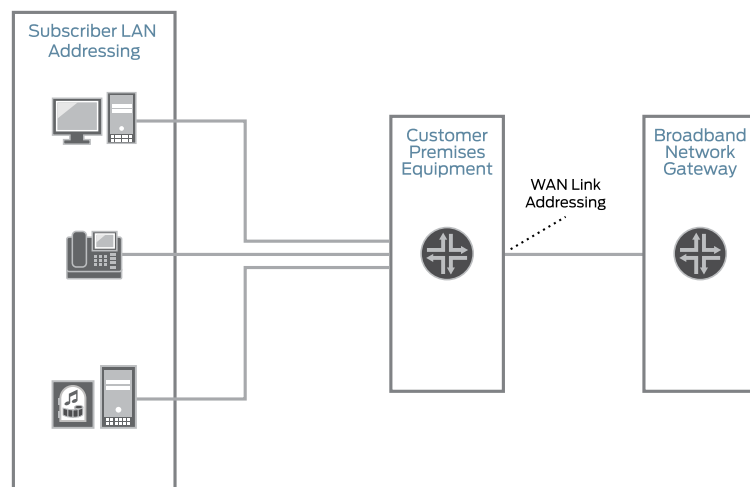 Subscriber LAN
Addressing
Customer
Premises
Equipment
Broadband
Network
Gateway
WAN Link
Addressing